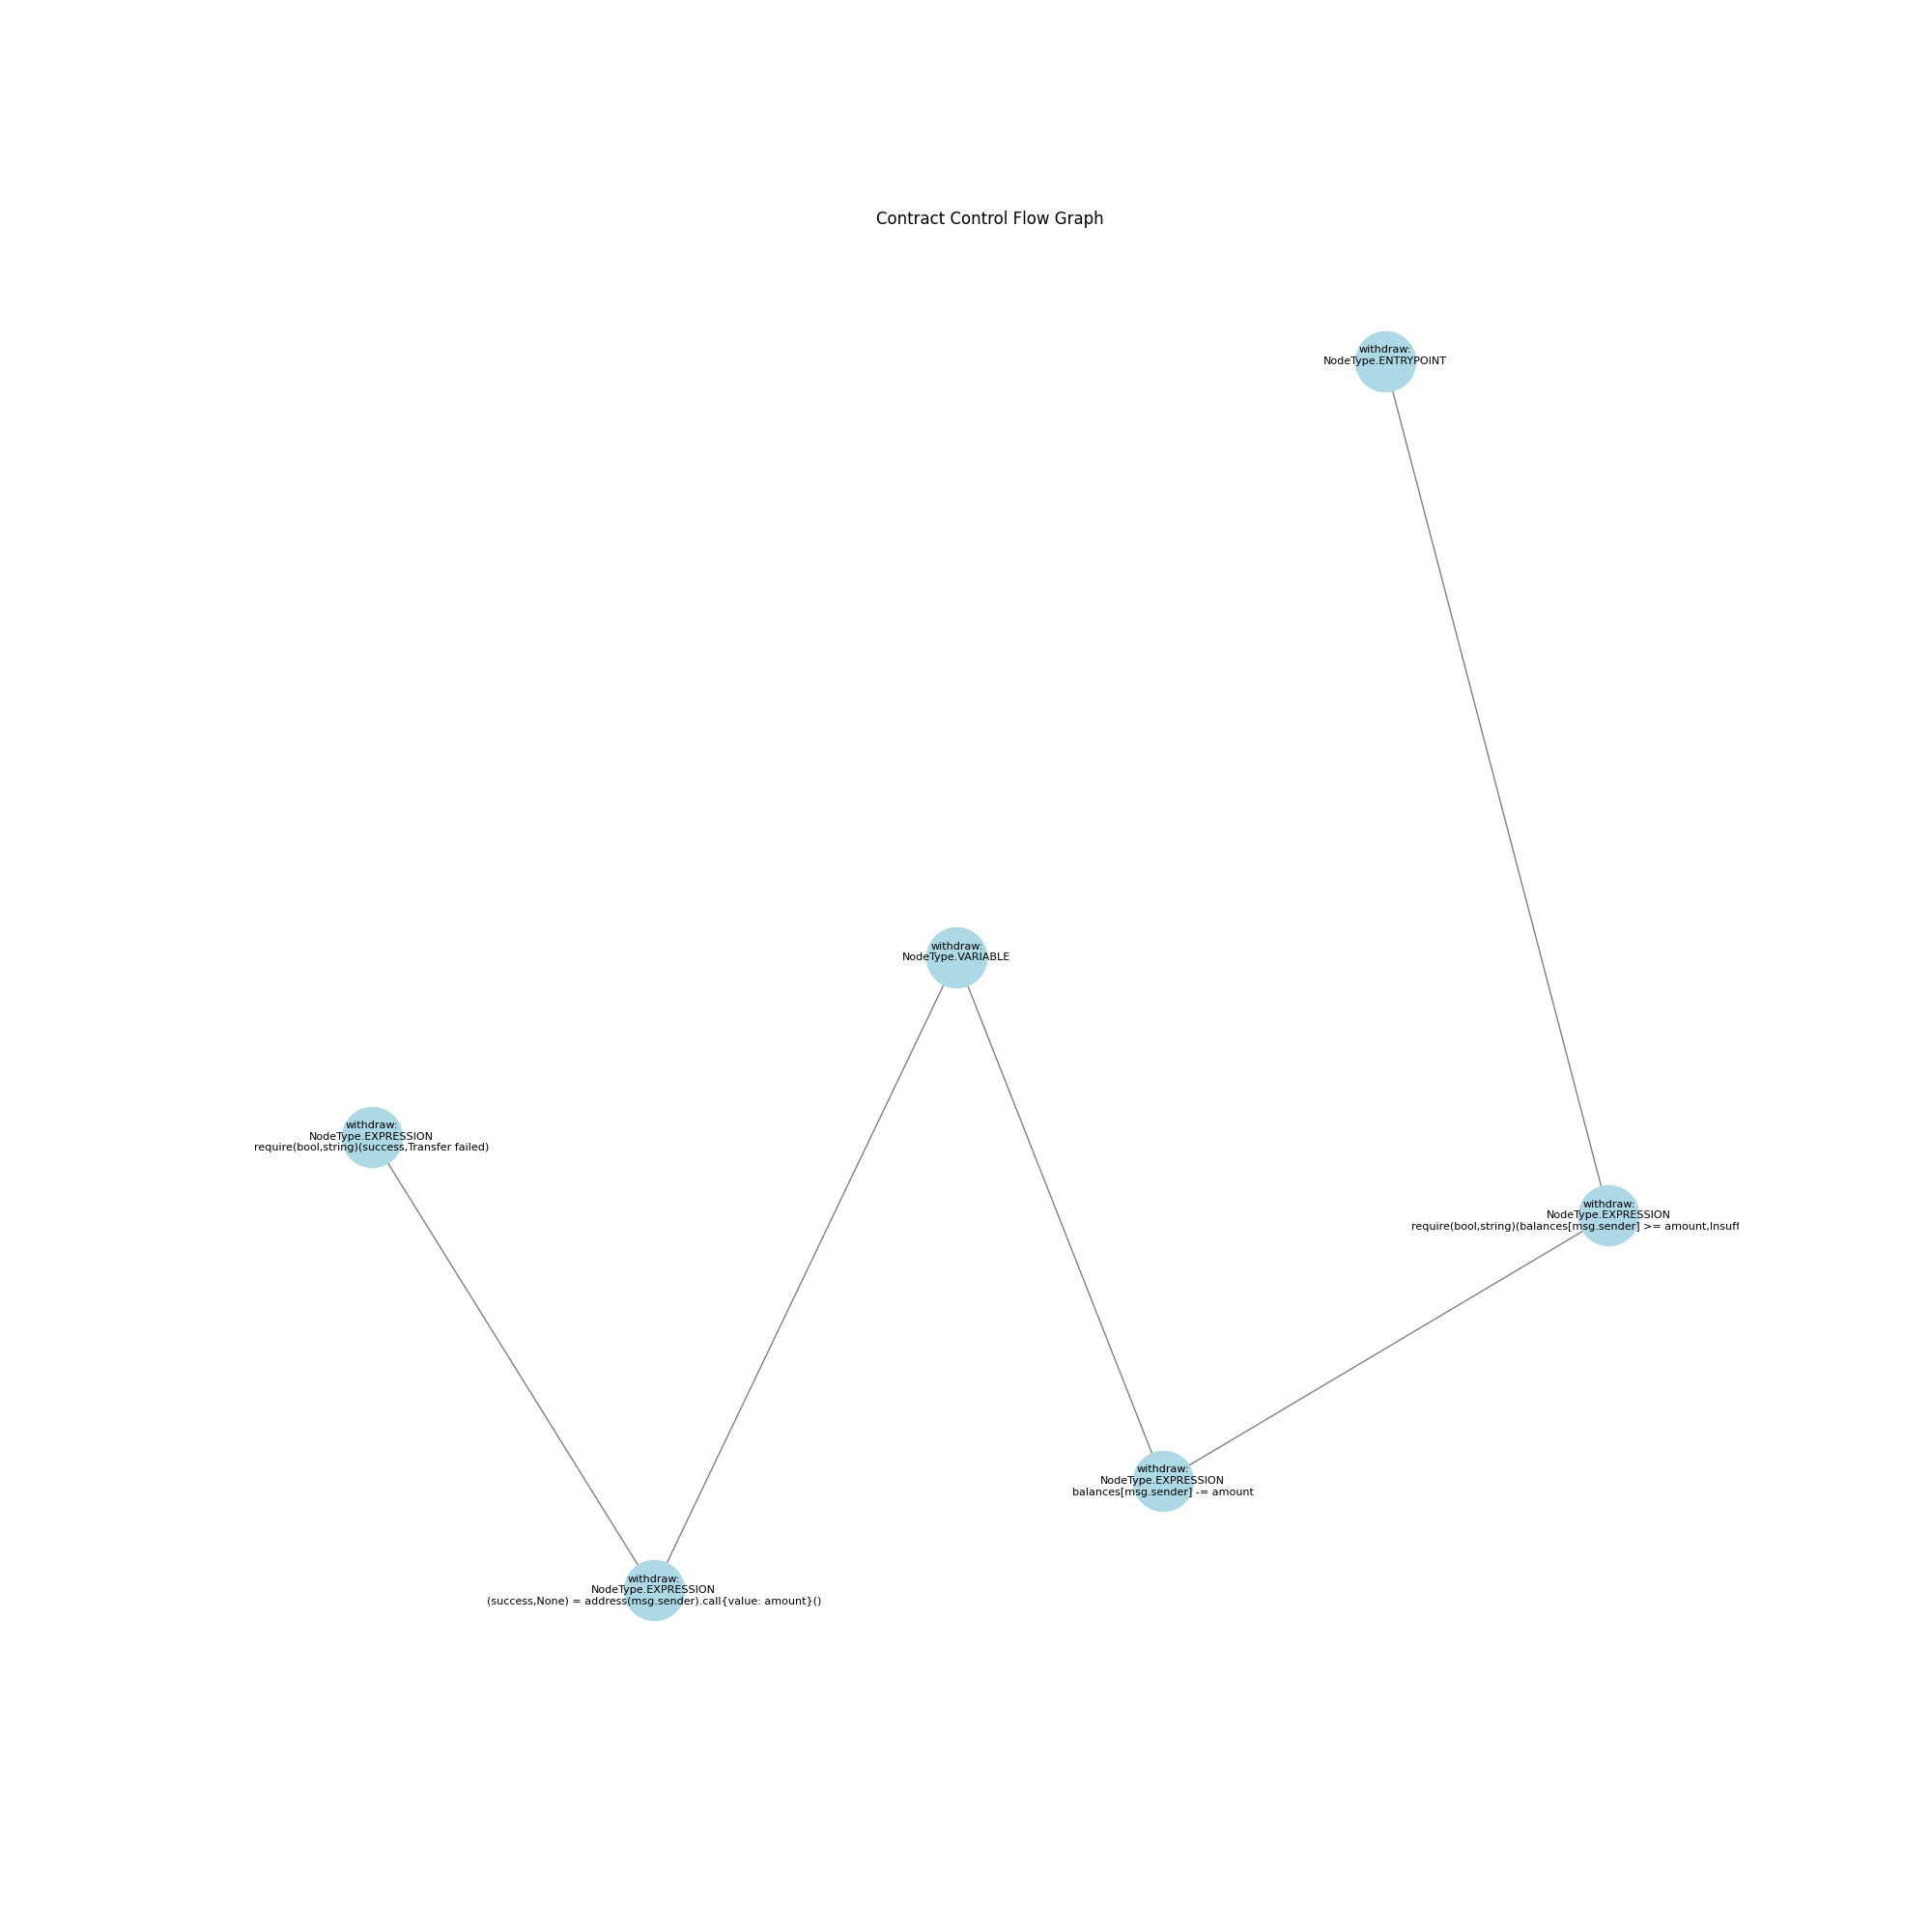 Contract Control Flow Graph
withdraw:
NodeType.ENTRYPOINT
withdraw:
NodeType.VARIABLE
withdraw:
NodeType.EXPRESSION
require(bool,string)(success,Transfer failed)
withdraw:
NodeType.EXPRESSION
require(bool,string)(balances[msg.sender] >= amount,Insuff
withdraw:
NodeType.EXPRESSION
balances[msg.sender] -= amount
withdraw:
NodeType.EXPRESSION
(success,None) = address(msg.sender).call{value: amount}()